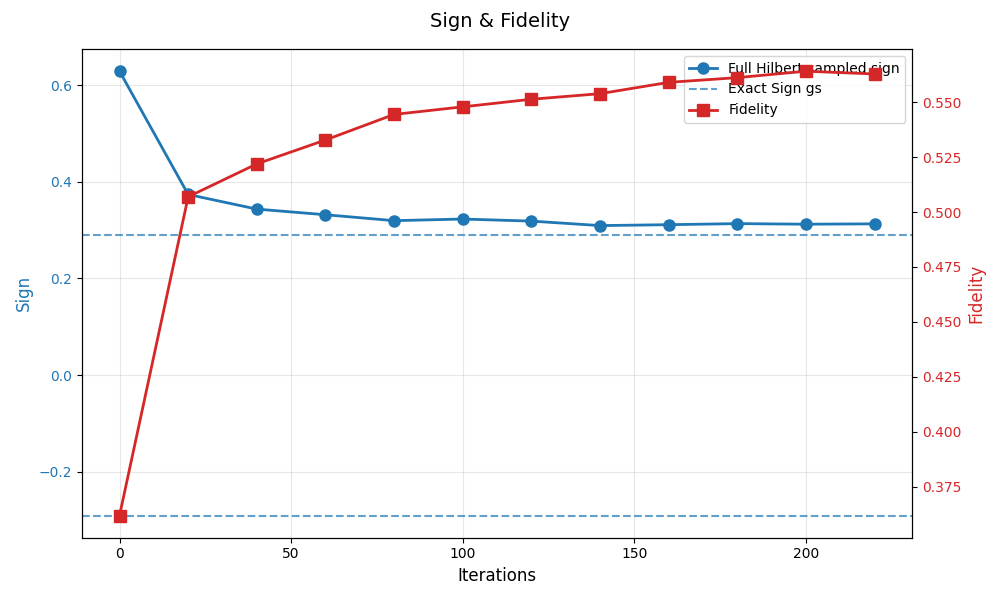 Sign & Fidelity
Full Hilbert sampled sign
Exact Sign gs
Fidelity
0.6
0.4
0.2
0.0
−0.2
Sign
0.550
0.525
0.500
0.475
0.450
0.425
0.400
0.375
Fidelity
0 50 100 150 200
Iterations